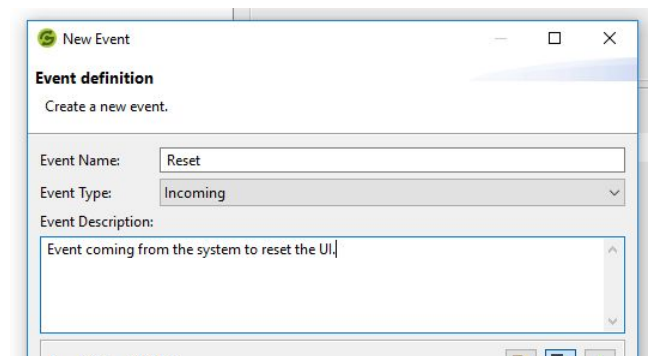 New Event
Event definition
Create a new event.
Event Name: Reset
Event Type: Incoming
Event Description:
Event coming from the system to reset the UI.